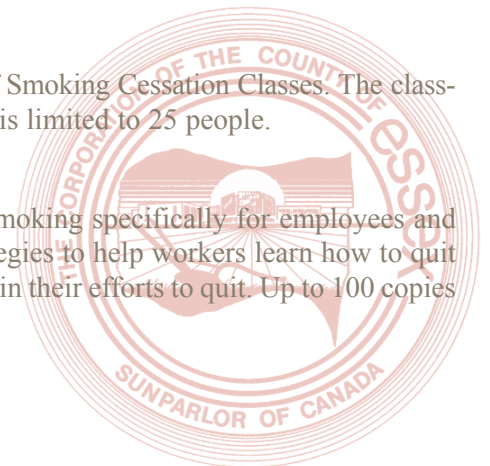 f Smoking Cessation Classes. The class-
is limited to 25 people.
moking specifically for employees and
egies to help workers learn how to quit
in their efforts to quit. Up to 100 copies
THE CORPORATION OF THE COUNTY OF essex
SUNPARLOR OF CANADA